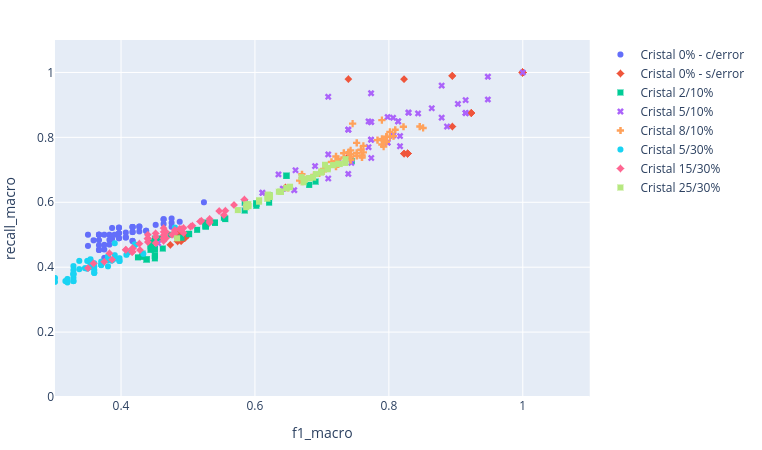 1
0.8
0.6
0.4
0.2
0
0.4
0.6
0.8
1
f1_macro
recall_macro
Cristal 0% - c/error
Cristal 0% - s/error
Cristal 2/10%
Cristal 5/10%
Cristal 8/10%
Cristal 5/30%
Cristal 15/30%
Cristal 25/30%